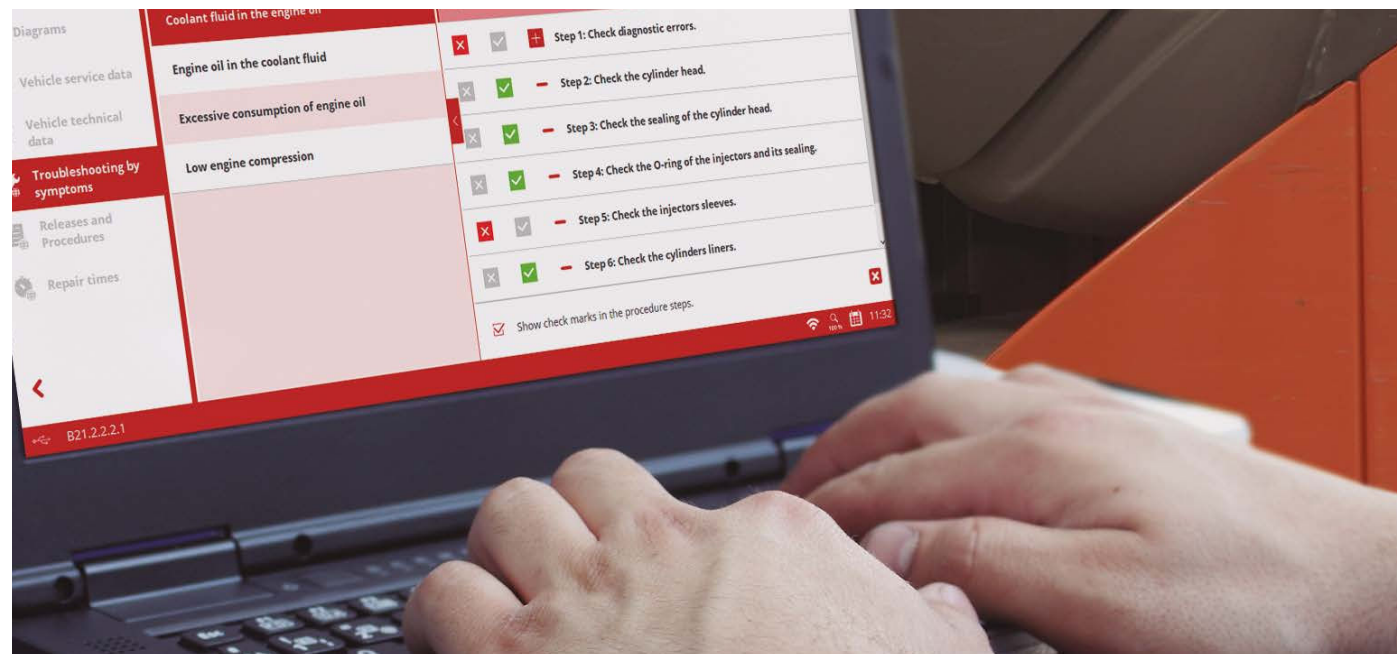 Diagrams
Vehicle service data
Vehicle technical
data
Troubleshooting by
symptoms
Releases and
Procedures
Repair times
B21.2.2.2.1
Coolant fluid in the engine oil
Engine oil in the coolant fluid
Excessive consumption of engine oil
Low engine compression
Step 1: Check diagnostic errors.
Step 2: Check the cylinder head.
Step 3: Check the sealing of the cylinder head.
Step 4: Check the O-ring of the injectors and its sealing.
Step 5: Check the injectors sleeves.
Step 6: Check the cylinders liners.
Show check marks in the procedure steps.
11:32